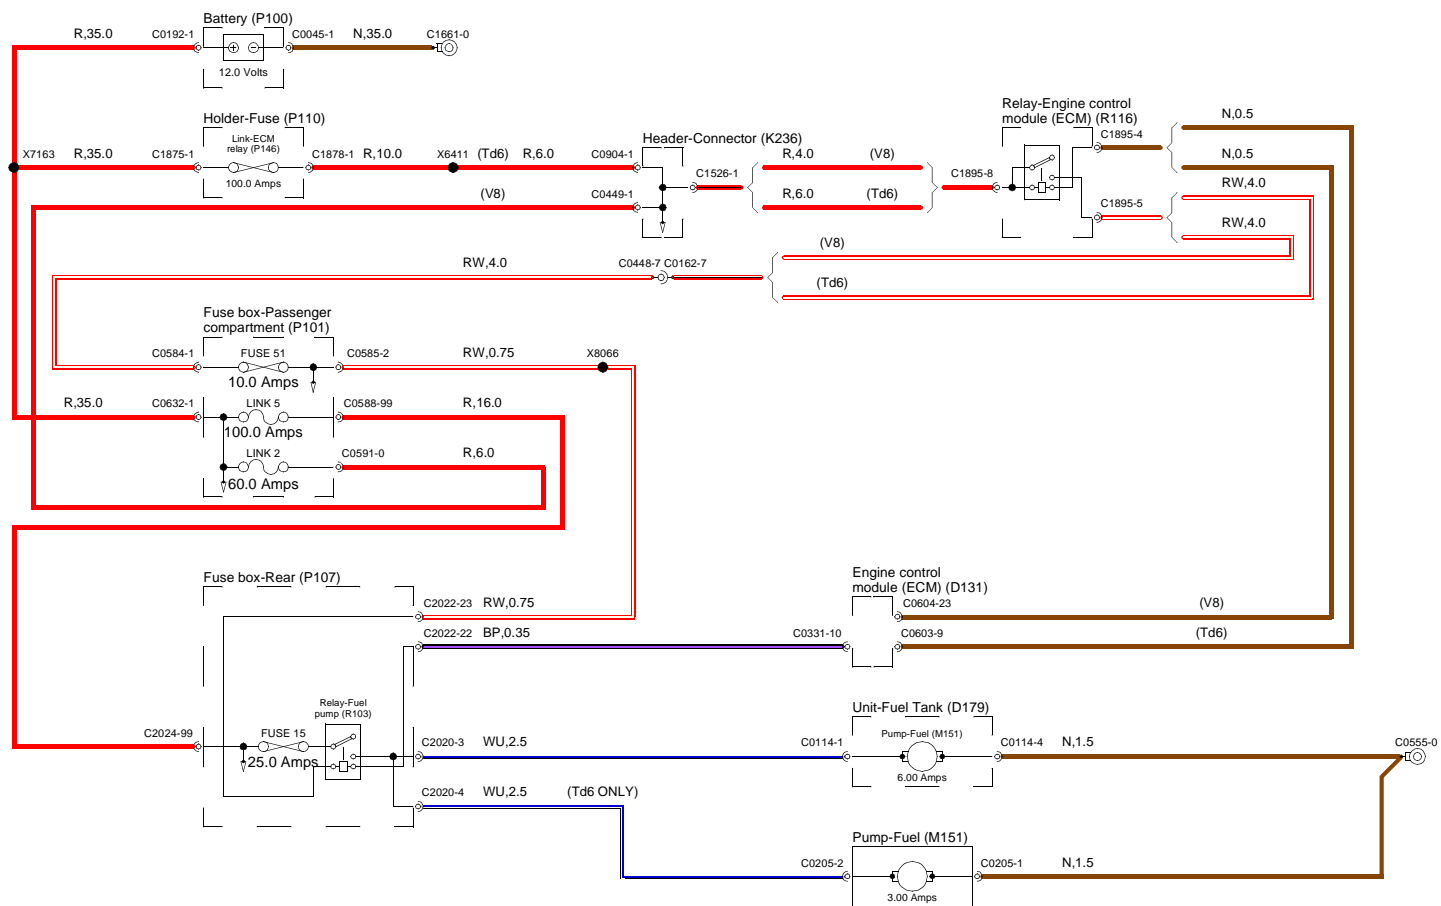 Battery (P100)
R,35.0
C0192-1
C0045-1
N,35.0
C1661-0
12.0 Volts
Holder-Fuse (P110)
Link-ECM
relay (P146)
X7163
R,35.0
C1875-1
C1878-1
R,10.0
X6411
(Td6)
R,6.0
C0904-1
100.0 Amps
Header-Connector (K236)
(V8)
C0449-1
C1526-1
R,4.0
(V8)
R,6.0
(Td6)
Relay-Engine control
module (ECM) (R116)
C1895-8
C1895-4
C1895-5
N,0.5
N,0.5
RW,4.0
RW,4.0
RW,4.0
C0448-7
C0162-7
(V8)
(Td6)
Fuse box-Passenger
compartment (P101)
C0584-1
FUSE 51
C0585-2
RW,0.75
X8066
10.0 Amps
R,35.0
C0632-1
LINK 5
C0588-99
R,16.0
100.0 Amps
LINK 2
C0591-0
R,6.0
60.0 Amps
Fuse box-Rear (P107)
C2022-23
RW,0.75
C2022-22
BP,0.35
Engine control
module (ECM) (D131)
C0331-10
C0604-23
(V8)
C0603-9
(Td6)
Relay-Fuel
pump (R103)
C2024-99
FUSE 15
25.0 Amps
C2020-3
WU,2.5
C2020-4
WU,2.5
(Td6 ONLY)
Unit-Fuel Tank (D179)
Pump-Fuel (M151)
C0114-1
C0114-4
N,1.5
C0555-0
6.00 Amps
Pump-Fuel (M151)
C0205-2
C0205-1
N,1.5
3.00 Amps